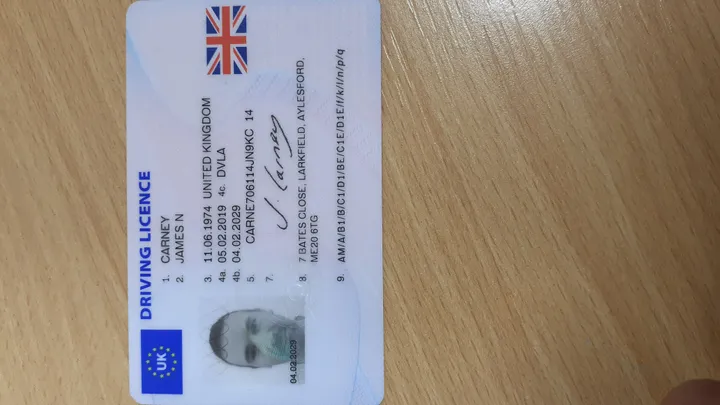 DRIVING LICENCE
1. CARNEY
2. JAMES N
3. 11.06.1974 UNITED KINGDOM
4a. 05.02.2019 4c. DVLA
4b. 04.02.2029
5. CARNE706114JN9KC 14
7. J. Carney
8. 7 BATES CLOSE, LARKFIELD, AYLESFORD,
ME20 6TG
9. AM/A/B1/B/C1/D1/BE/C1E/D1E/f/k/l/n/p/q
UK
04.02.2029